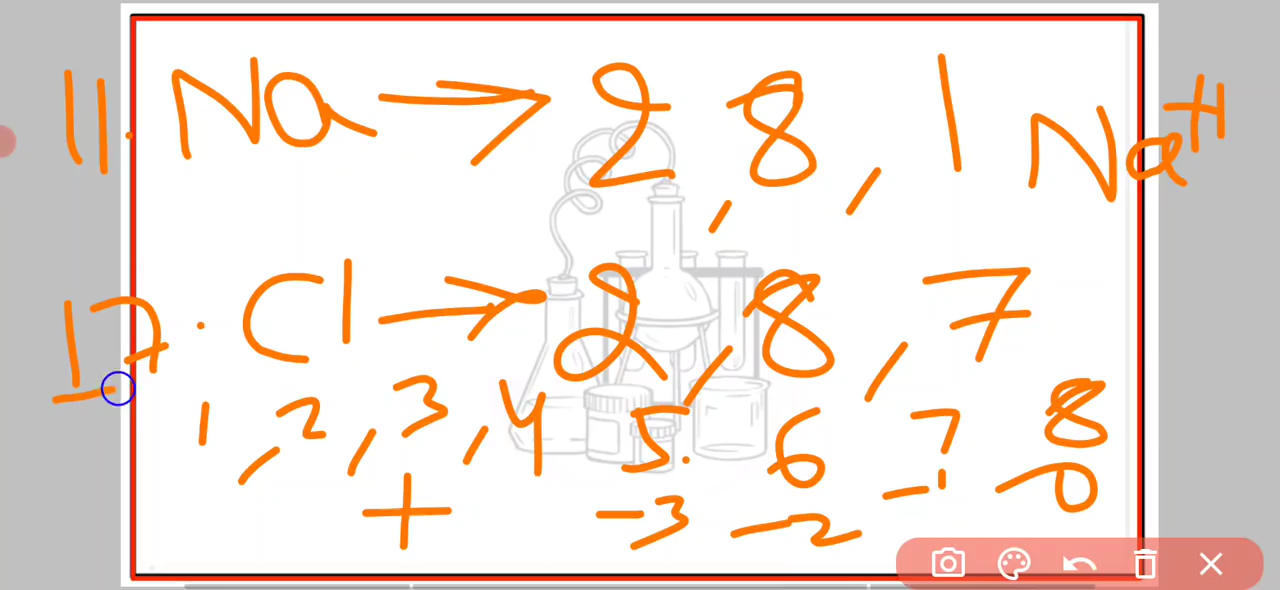 11. Na → 2, 8, 1 Na+
17. Cl → 2, 8, 7
1, 2, 3, 4 5. 6 7 8
+ -3 -2 -1 -0